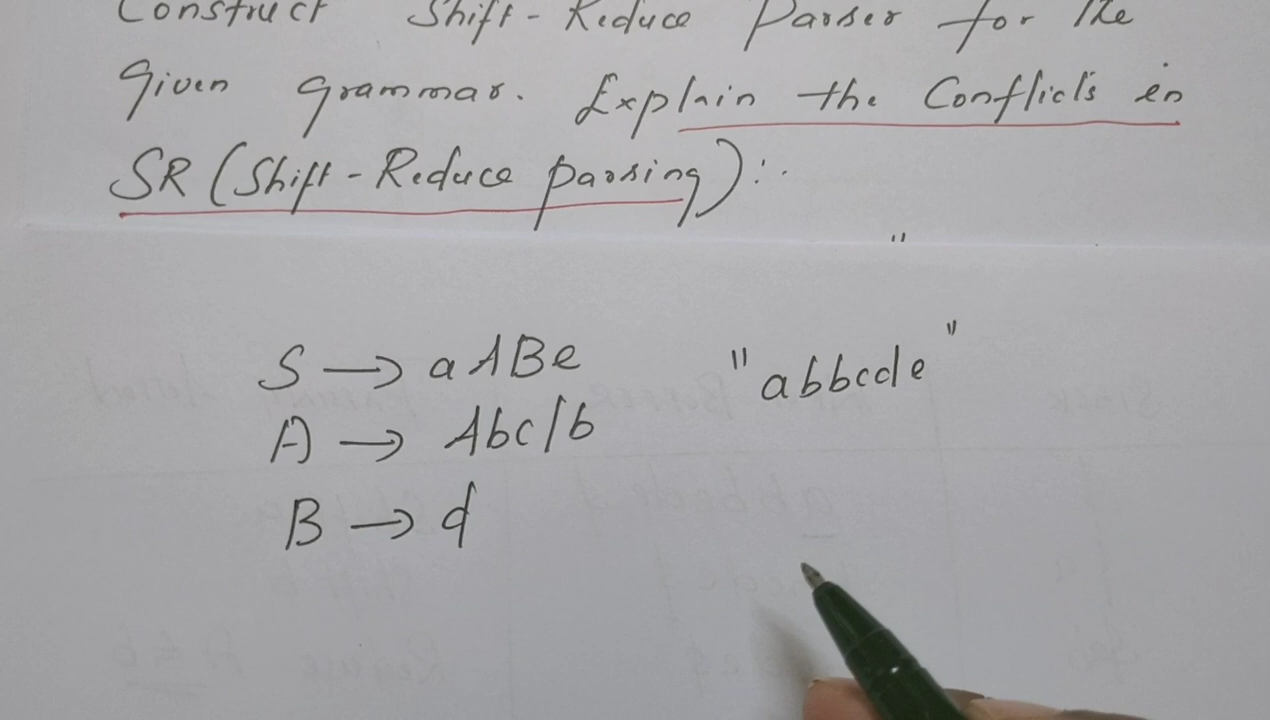 Construct Shift-Reduce Parser for the
given grammar. Explain the Conflicts in
SR (Shift-Reduce parsing):-
S → aABe "abbcde"
A → Abc/b
B → d